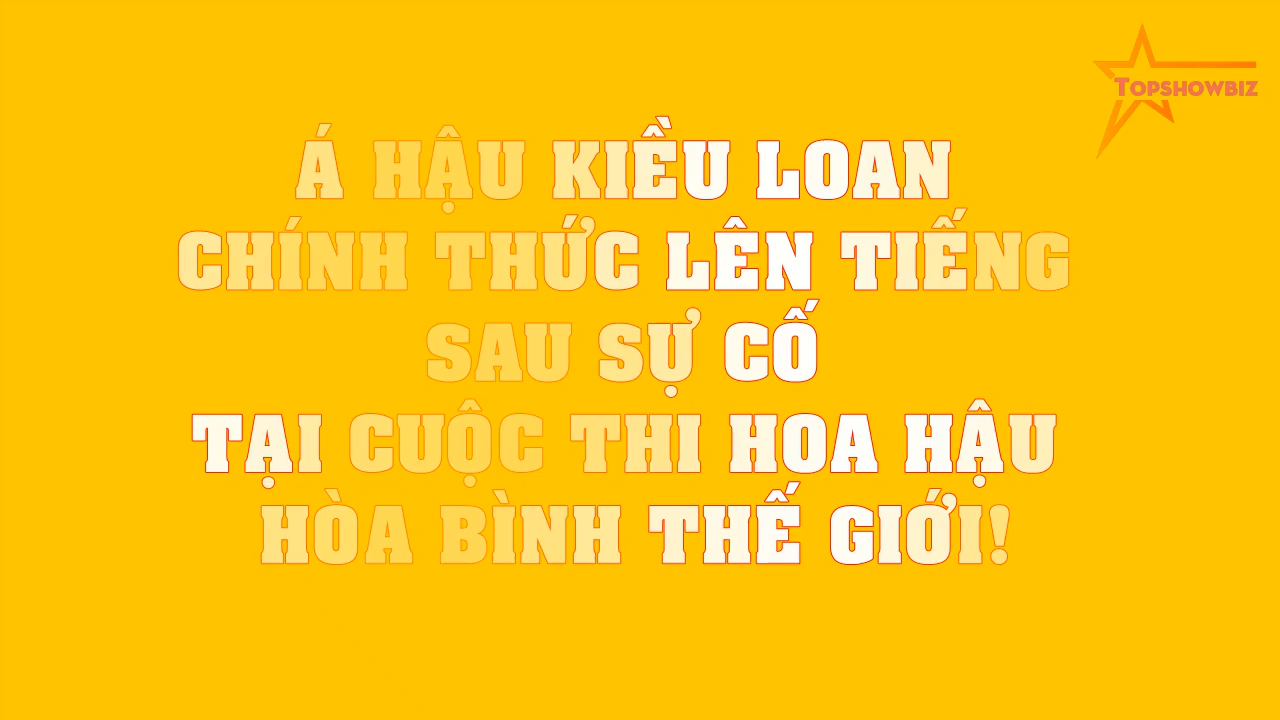 TOPSHOWBIZ
Á HẬU KIỀU LOAN
CHÍNH THỨC LÊN TIẾNG
SAU SỰ CỐ
TẠI CUỘC THI HOA HẬU
HÒA BÌNH THẾ GIỚI!